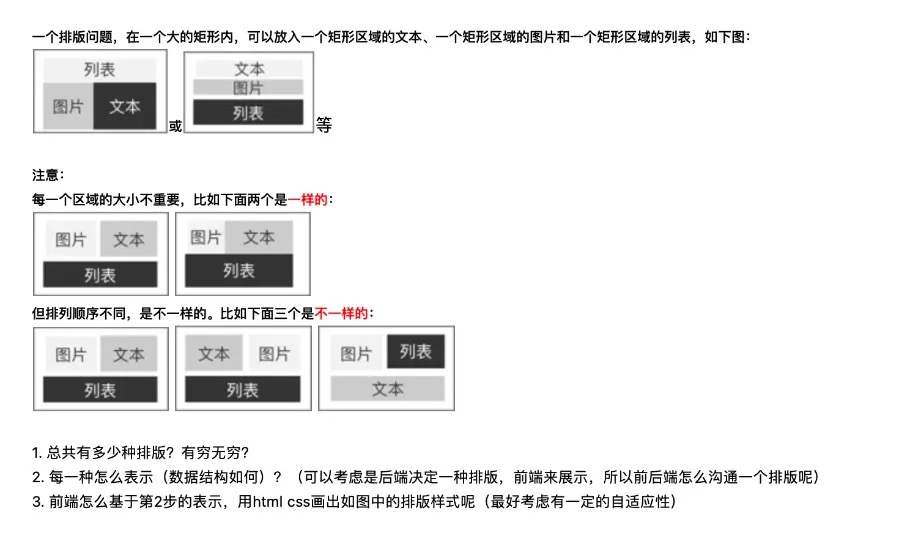 一个排版问题，在一个大的矩形内，可以放入一个矩形区域的文本、一个矩形区域的图片和一个矩形区域的列表，如下图：
列表
图片 文本
或
文本
图片
列表
等
注意：
每一个区域的大小不重要，比如下面两个是一样的：
图片 文本 图片 文本
列表 列表
但排列顺序不同，是不一样的。比如下面三个是不一样的：
图片 文本 文本 图片 图片 列表
列表 列表 文本
1. 总共有多少种排版？有穷无穷？
2. 每一种怎么表示（数据结构如何）？（可以考虑是后端决定一种排版，前端来展示，所以前后端怎么沟通一个排版呢）
3. 前端怎么基于第2步的表示，用html css画出如图中的排版样式呢（最好考虑有一定的自适应性）